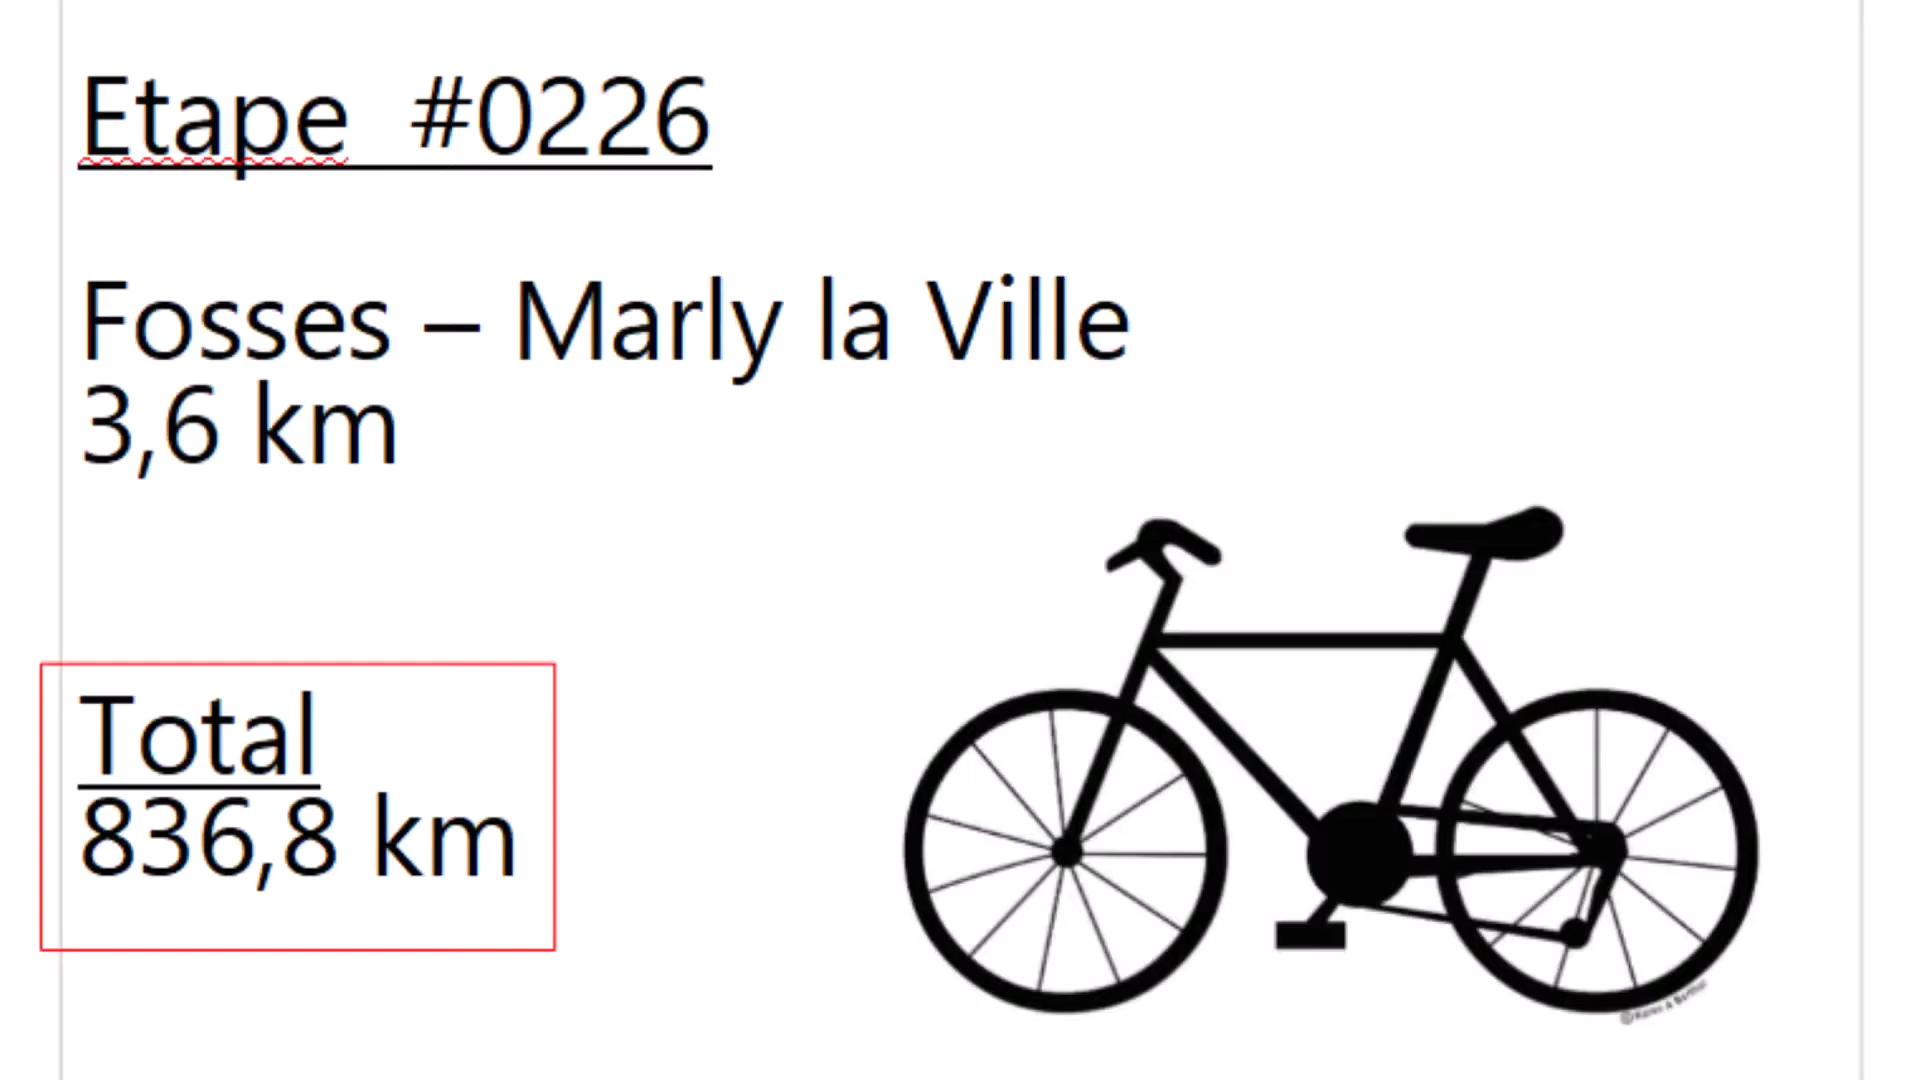 Etape  #0226
Fosses – Marly la Ville
3,6 km
Total
836,8 km